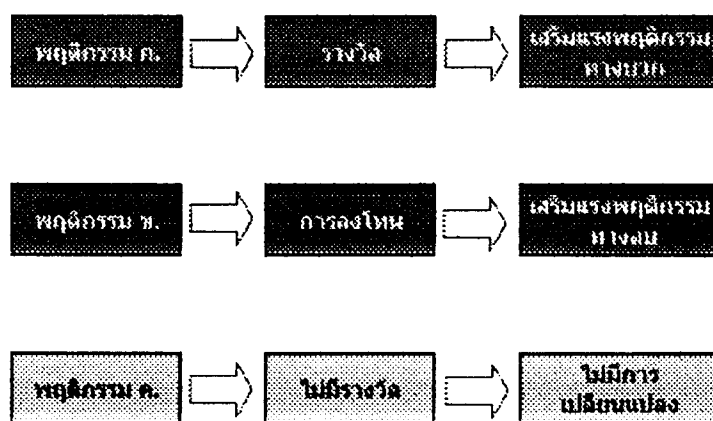 พฤติกรรม ก.
รางวัล
เสริมแรงพฤติกรรม
ทางบวก
พฤติกรรม ข.
การลงโทษ
เสริมแรงพฤติกรรม
ทางลบ
พฤติกรรม ค.
ไม่มีรางวัล
ไม่มีการ
เปลี่ยนแปลง